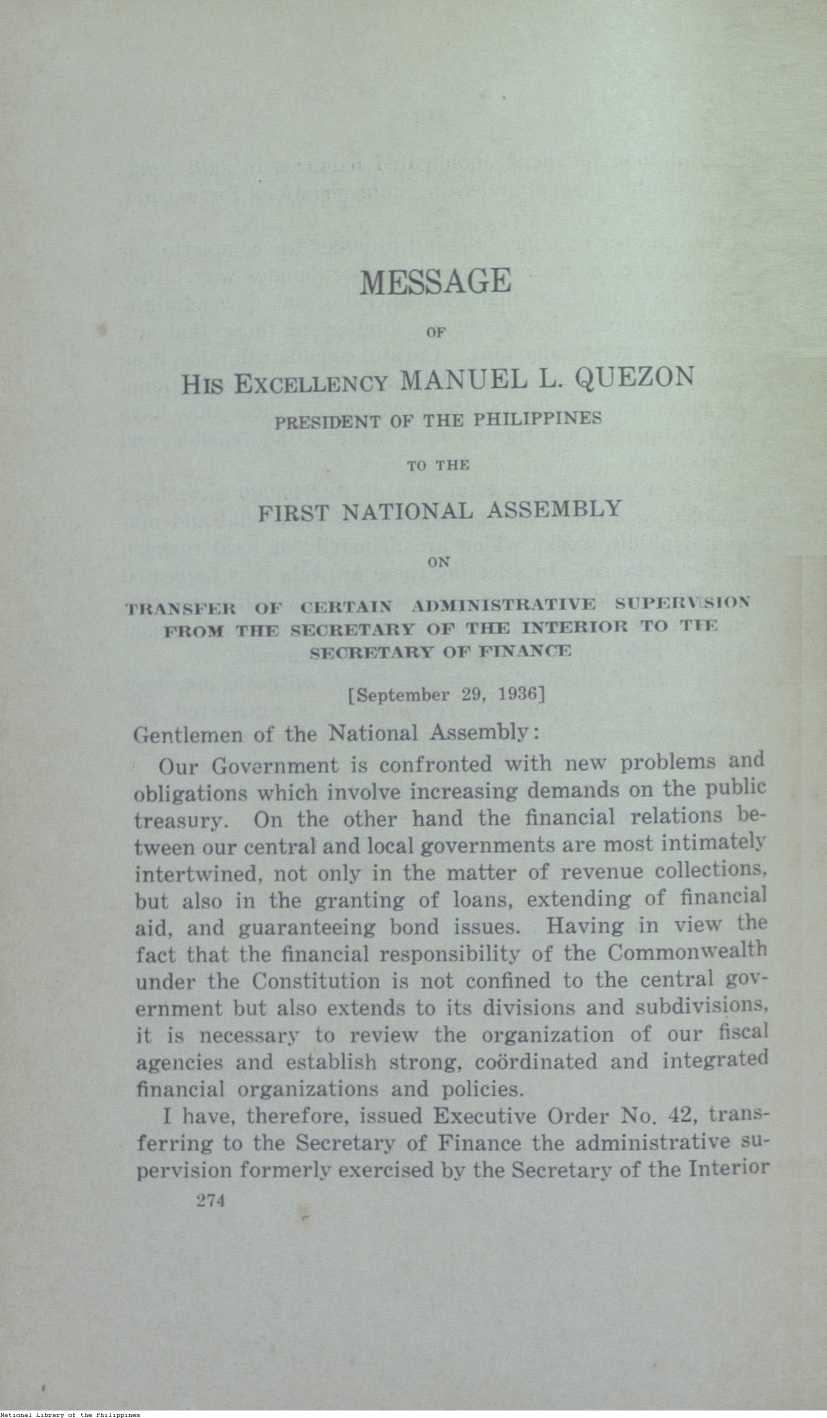 MESSAGE
OF
HIS EXCELLENCY MANUEL L. QUEZON
PRESIDENT OF THE PHILIPPINES
TO THE
FIRST NATIONAL ASSEMBLY
ON
TRANSFER OF CERTAIN ADMINISTRATIVE SUPERVISION
FROM THE SECRETARY OF THE INTERIOR TO THE
SECRETARY OF FINANCE
[September 29, 1936]
Gentlemen of the National Assembly:
Our Government is confronted with new problems and
obligations which involve increasing demands on the public
treasury. On the other hand the financial relations be-
tween our central and local governments are most intimately
intertwined, not only in the matter of revenue collections,
but also in the granting of loans, extending of financial
aid, and guaranteeing bond issues. Having in view the
fact that the financial responsibility of the Commonwealth
under the Constitution is not confined to the central gov-
ernment but also extends to its divisions and subdivisions,
it is necessary to review the organization of our fiscal
agencies and establish strong, coördinated and integrated
financial organizations and policies.
I have, therefore, issued Executive Order No. 42, trans-
ferring to the Secretary of Finance the administrative su-
pervision formerly exercised by the Secretary of the Interior
274
National Library of the Philippines